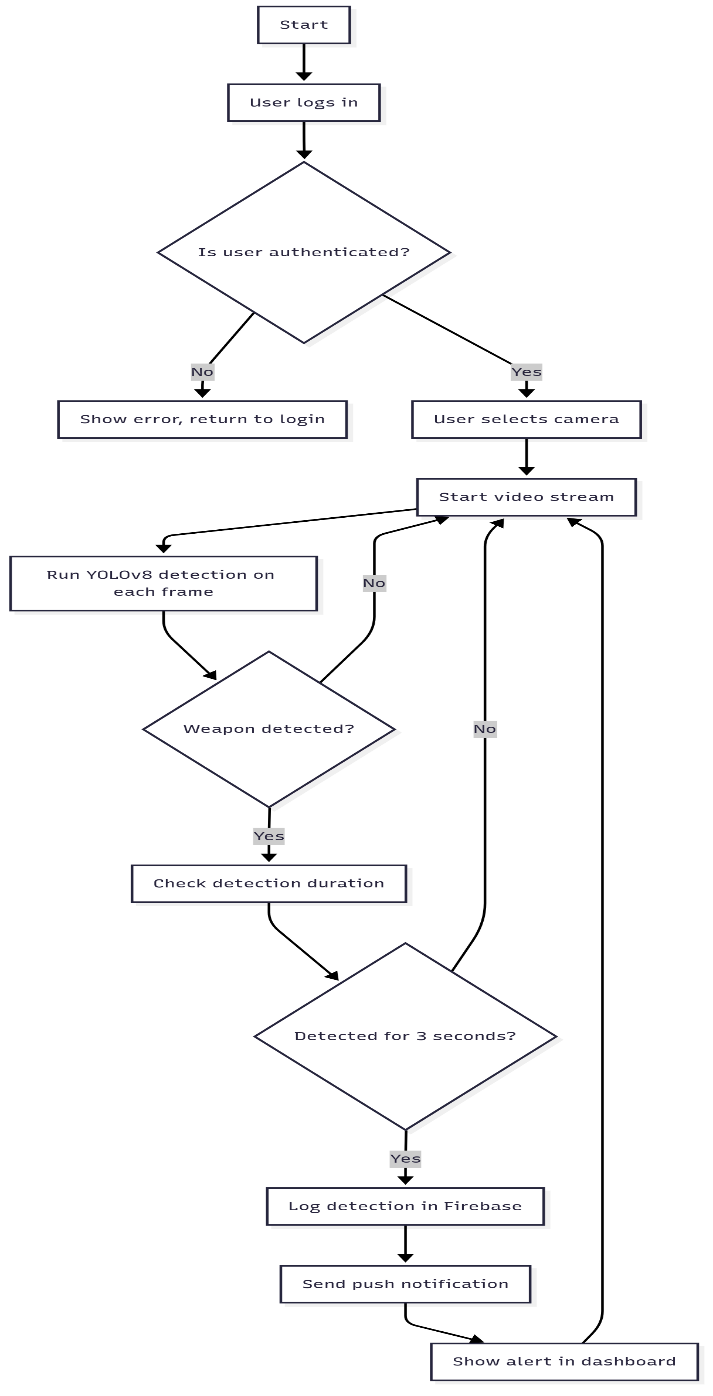 Start
User logs in
Is user authenticated?
No
Yes
Show error, return to login
User selects camera
Start video stream
Run YOLOv8 detection on
each frame
No
Weapon detected?
No
Yes
Check detection duration
Detected for 3 seconds?
Yes
Log detection in Firebase
Send push notification
Show alert in dashboard